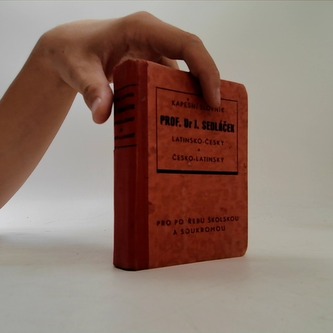 KAPESNÍ
PROF. Dr J. SEDLÁČEK
LATINSKO-ČESKÝ
ČESKO-LATINSKÝ
PRO POTŘEBU ŠKOLSKOU
A SOUKROMOU